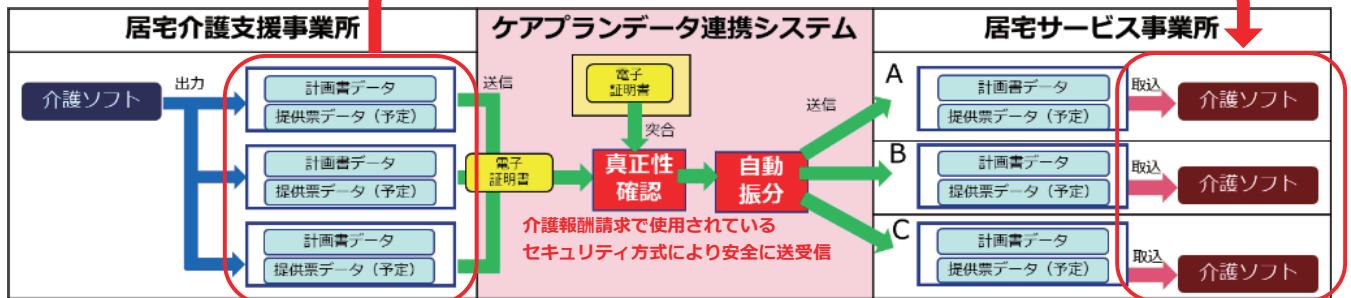 居宅介護支援事業所
ケアプランデータ連携システム
居宅サービス事業所
介護ソフト
出力
計画書データ
提供票データ(予定)
計画書データ
提供票データ(予定)
計画書データ
提供票データ(予定)
送信
電子
証明書
電子
証明書
突合
真正性
確認
自動
振分
送信
介護報酬請求で使用されている
セキュリティ方式により安全に送受信
A
計画書データ
提供票データ(予定)
取込
介護ソフト
B
計画書データ
提供票データ(予定)
取込
介護ソフト
C
計画書データ
提供票データ(予定)
取込
介護ソフト